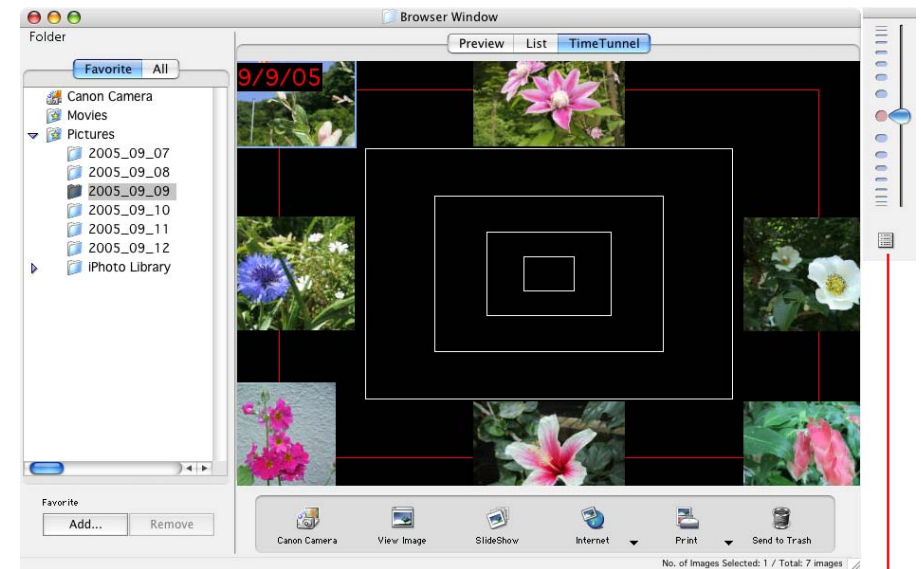 Browser Window
Folder
Preview List TimeTunnel
Favorite All
9/9/05
Canon Camera
Movies
Pictures
2005_09_07
2005_09_08
2005_09_09
2005_09_10
2005_09_11
2005_09_12
iPhoto Library
Favorite
Add... Remove
Canon Camera View Image SlideShow Internet Print Send to Trash
No. of Images Selected: 1 / Total: 7 images